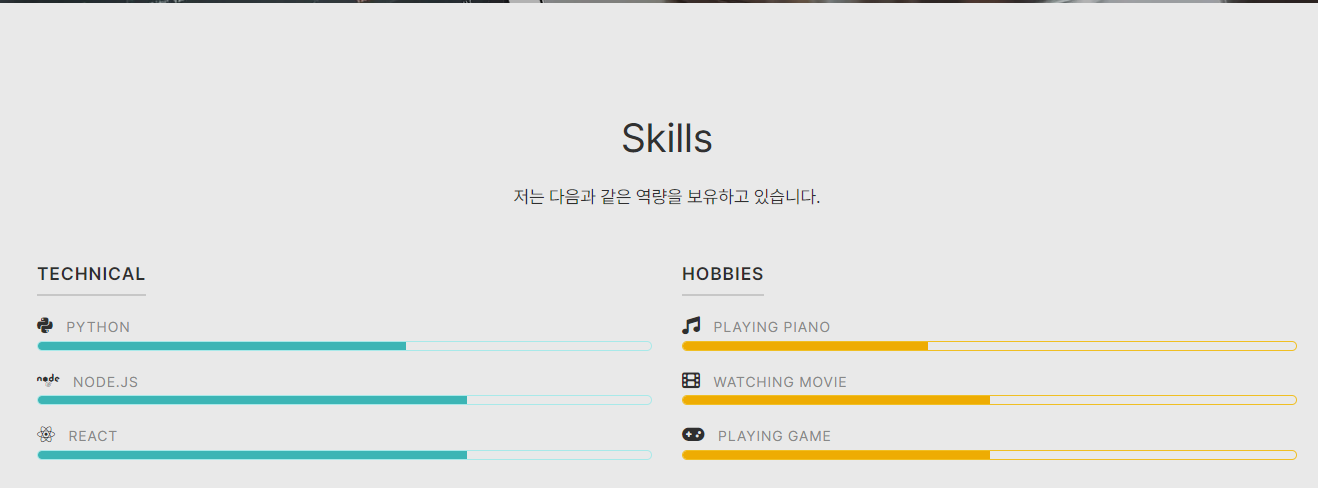 Skills
저는 다음과 같은 역량을 보유하고 있습니다.
TECHNICAL
PYTHON
node NODE.JS
REACT
HOBBIES
PLAYING PIANO
WATCHING MOVIE
PLAYING GAME